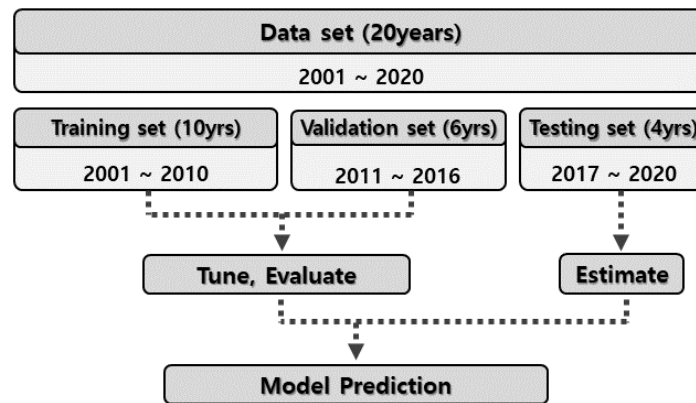 Data set (20years)
2001 ~ 2020
Training set (10yrs)
2001 ~ 2010
Validation set (6yrs)
2011 ~ 2016
Testing set (4yrs)
2017 ~ 2020
Tune, Evaluate
Estimate
Model Prediction